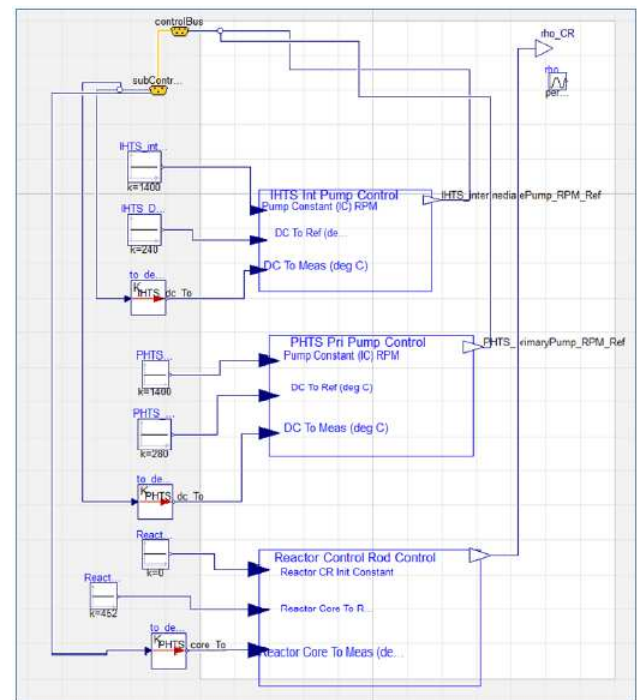 controlBus
rho_CR
rho_
per...
subContr...
IHTS_int...
k=1400
IHTS Int Pump Control
Pump Constant (IC) RPM
IHTS_intermediatePump_RPM_Ref
IHTS_D...
DC To Ref (de...
k=240
DC To Meas (deg C)
to_de...
K
IHTS_dc_To
PHTS Pri Pump Control
PHTS_PrimaryPump_RPM_Ref
PHTS_...
Pump Constant (IC) RPM
k=1400
DC To Ref (deg C)
PHTS_...
DC To Meas (deg C)
k=280
to_de...
K
PHTS_dc_To
React...
Reactor Control Rod Control
Reactor CR Init Constant
k=0
React...
Reactor Core To R...
k=462
to_de...
K
PHTS_core_To
Reactor Core To Meas (de...